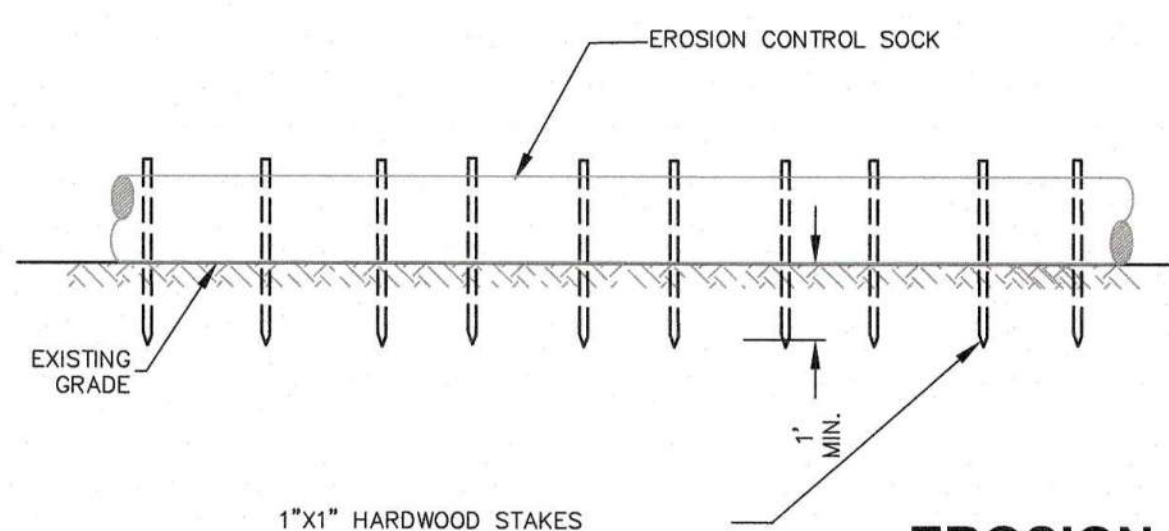 EROSION CONTROL SOCK
EXISTING
GRADE
1'
MIN.
1"X1" HARDWOOD STAKES
EROSION